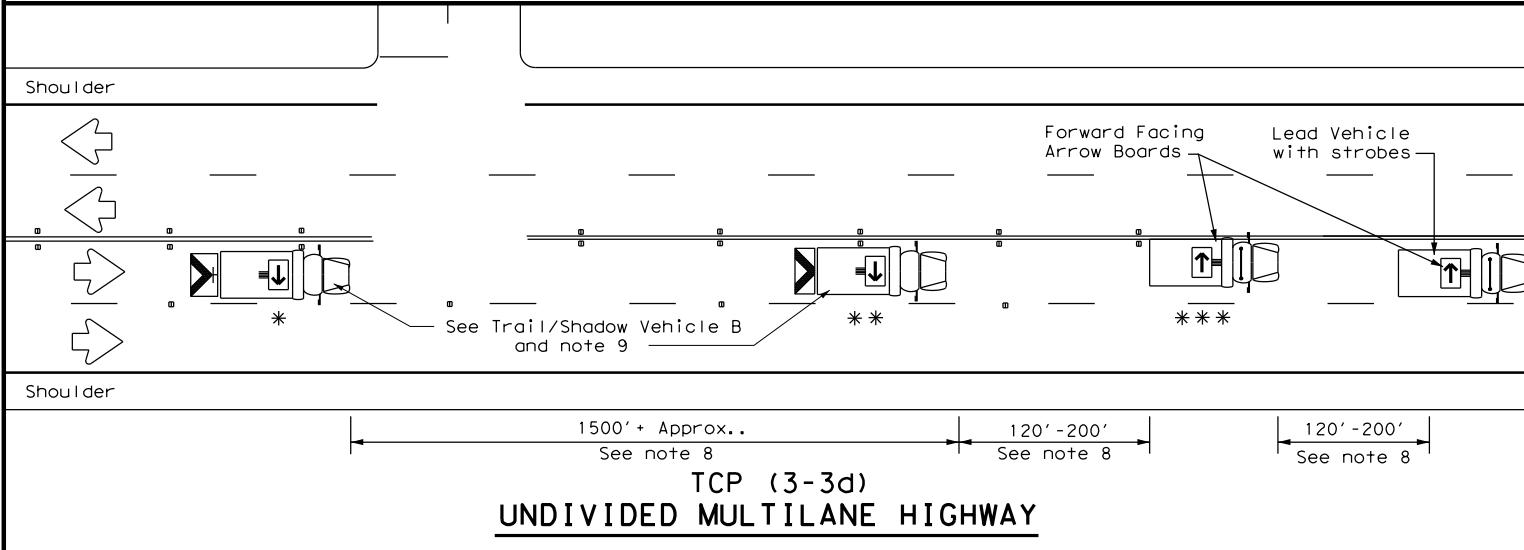 Shoulder
Forward Facing
Arrow Boards
Lead Vehicle
with strobes
*
**
***
See Trail/Shadow Vehicle B
and note 9
Shoulder
1500'+ Approx..
See note 8
120'-200'
See note 8
120'-200'
See note 8
TCP (3-3d)
UNDIVIDED MULTILANE HIGHWAY